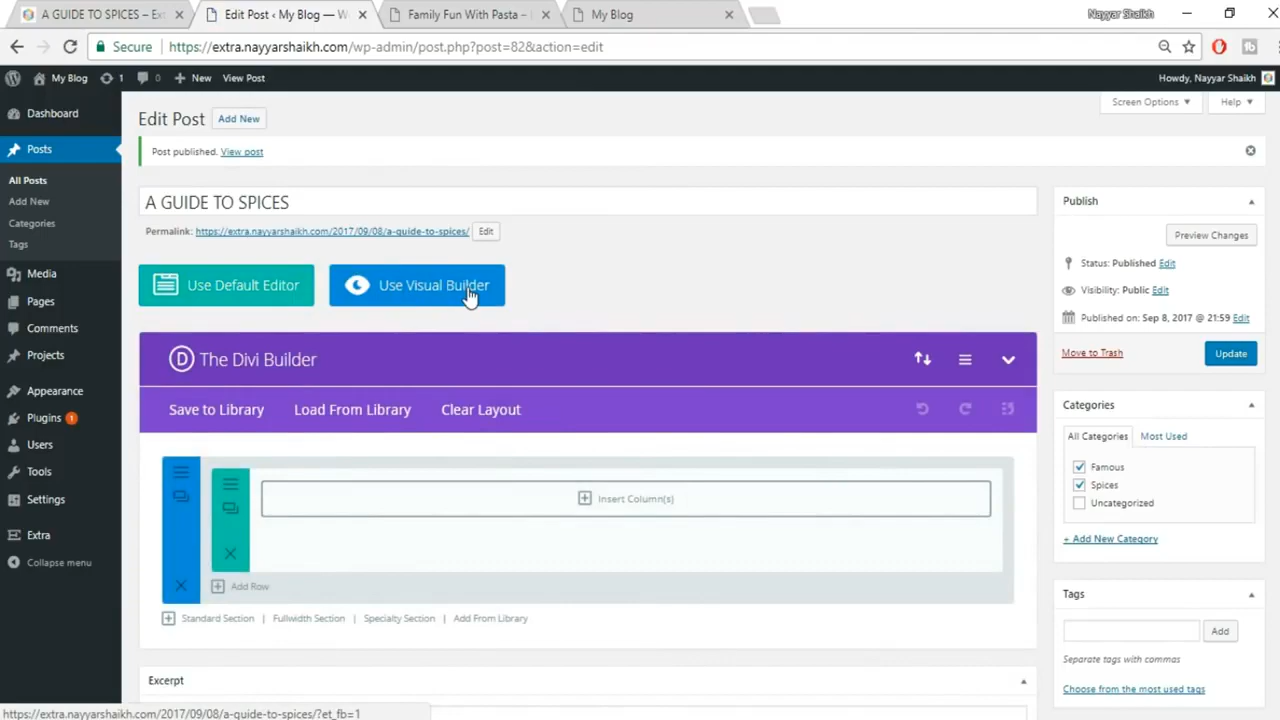 A GUIDE TO SPICES – Ext
Edit Post ‹ My Blog — W
Family Fun With Pasta –
My Blog
Nayyar Shaikh
Secure
https://extra.nayyarshaikh.com/wp-admin/post.php?post=82&action=edit
My Blog
1
0
New
View Post
Howdy, Nayyar Shaikh
Dashboard
Posts
All Posts
Add New
Categories
Tags
Media
Pages
Comments
Projects
Appearance
Plugins 1
Users
Tools
Settings
Extra
Collapse menu
Screen Options
Help
Edit Post
Add New
Post published. View post
A GUIDE TO SPICES
Permalink: https://extra.nayyarshaikh.com/2017/09/08/a-guide-to-spices/ Edit
Use Default Editor
Use Visual Builder
D The Divi Builder
Save to Library
Load From Library
Clear Layout
Insert Column(s)
Add Row
Standard Section | Fullwidth Section | Specialty Section | Add From Library
Excerpt
Publish
Preview Changes
Status: Published Edit
Visibility: Public Edit
Published on: Sep 8, 2017 @ 21:59 Edit
Move to Trash
Update
Categories
All Categories
Most Used
Famous
Spices
Uncategorized
+ Add New Category
Tags
Add
Separate tags with commas
Choose from the most used tags
https://extra.nayyarshaikh.com/2017/09/08/a-guide-to-spices/?et_fb=1